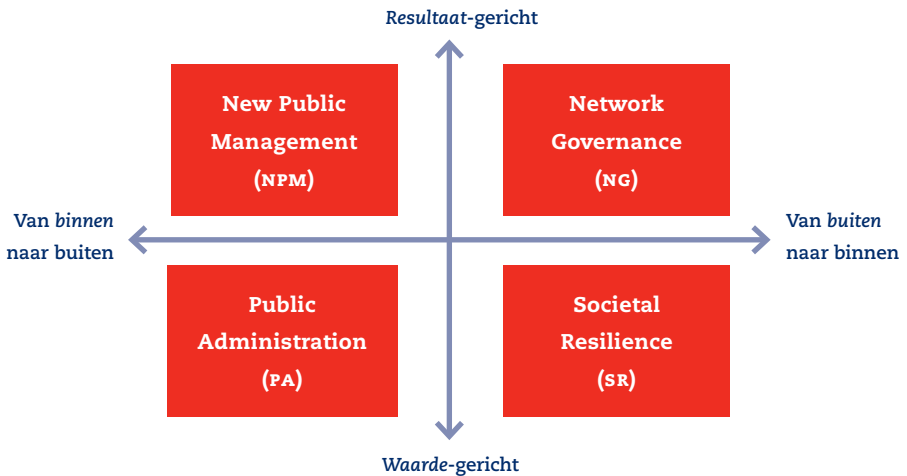 Resultaat-gericht
New Public
Management
(NPM)
Network
Governance
(NG)
Van binnen
naar buiten
Van buiten
naar binnen
Public
Administration
(PA)
Societal
Resilience
(SR)
Waarde-gericht